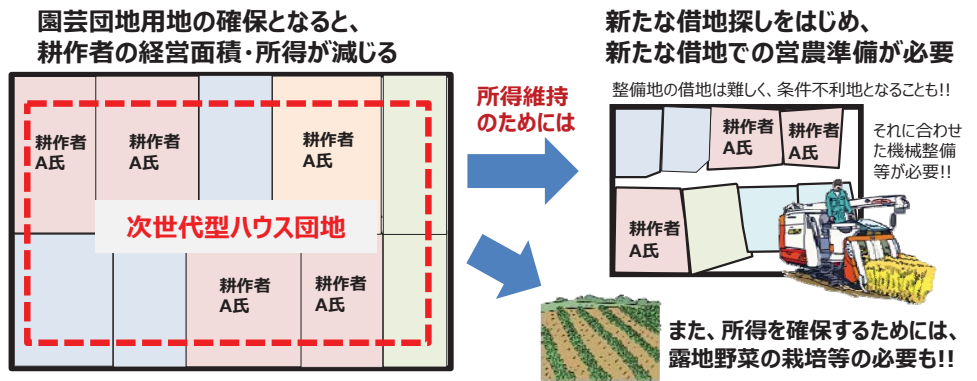 園芸団地用地の確保となると、
耕作者の経営面積・所得が減じる
耕作者
A氏
耕作者
A氏
耕作者
A氏
次世代型ハウス団地
耕作者
A氏
耕作者
A氏
所得維持
のためには
新たな借地探しをはじめ、
新たな借地での営農準備が必要
整備地の借地は難しく、条件不利地となることも!!
耕作者
A氏
耕作者
A氏
耕作者
A氏
それに合わせ
た機械整備
等が必要!!
また、所得を確保するためには、
露地野菜の栽培等の必要も!!